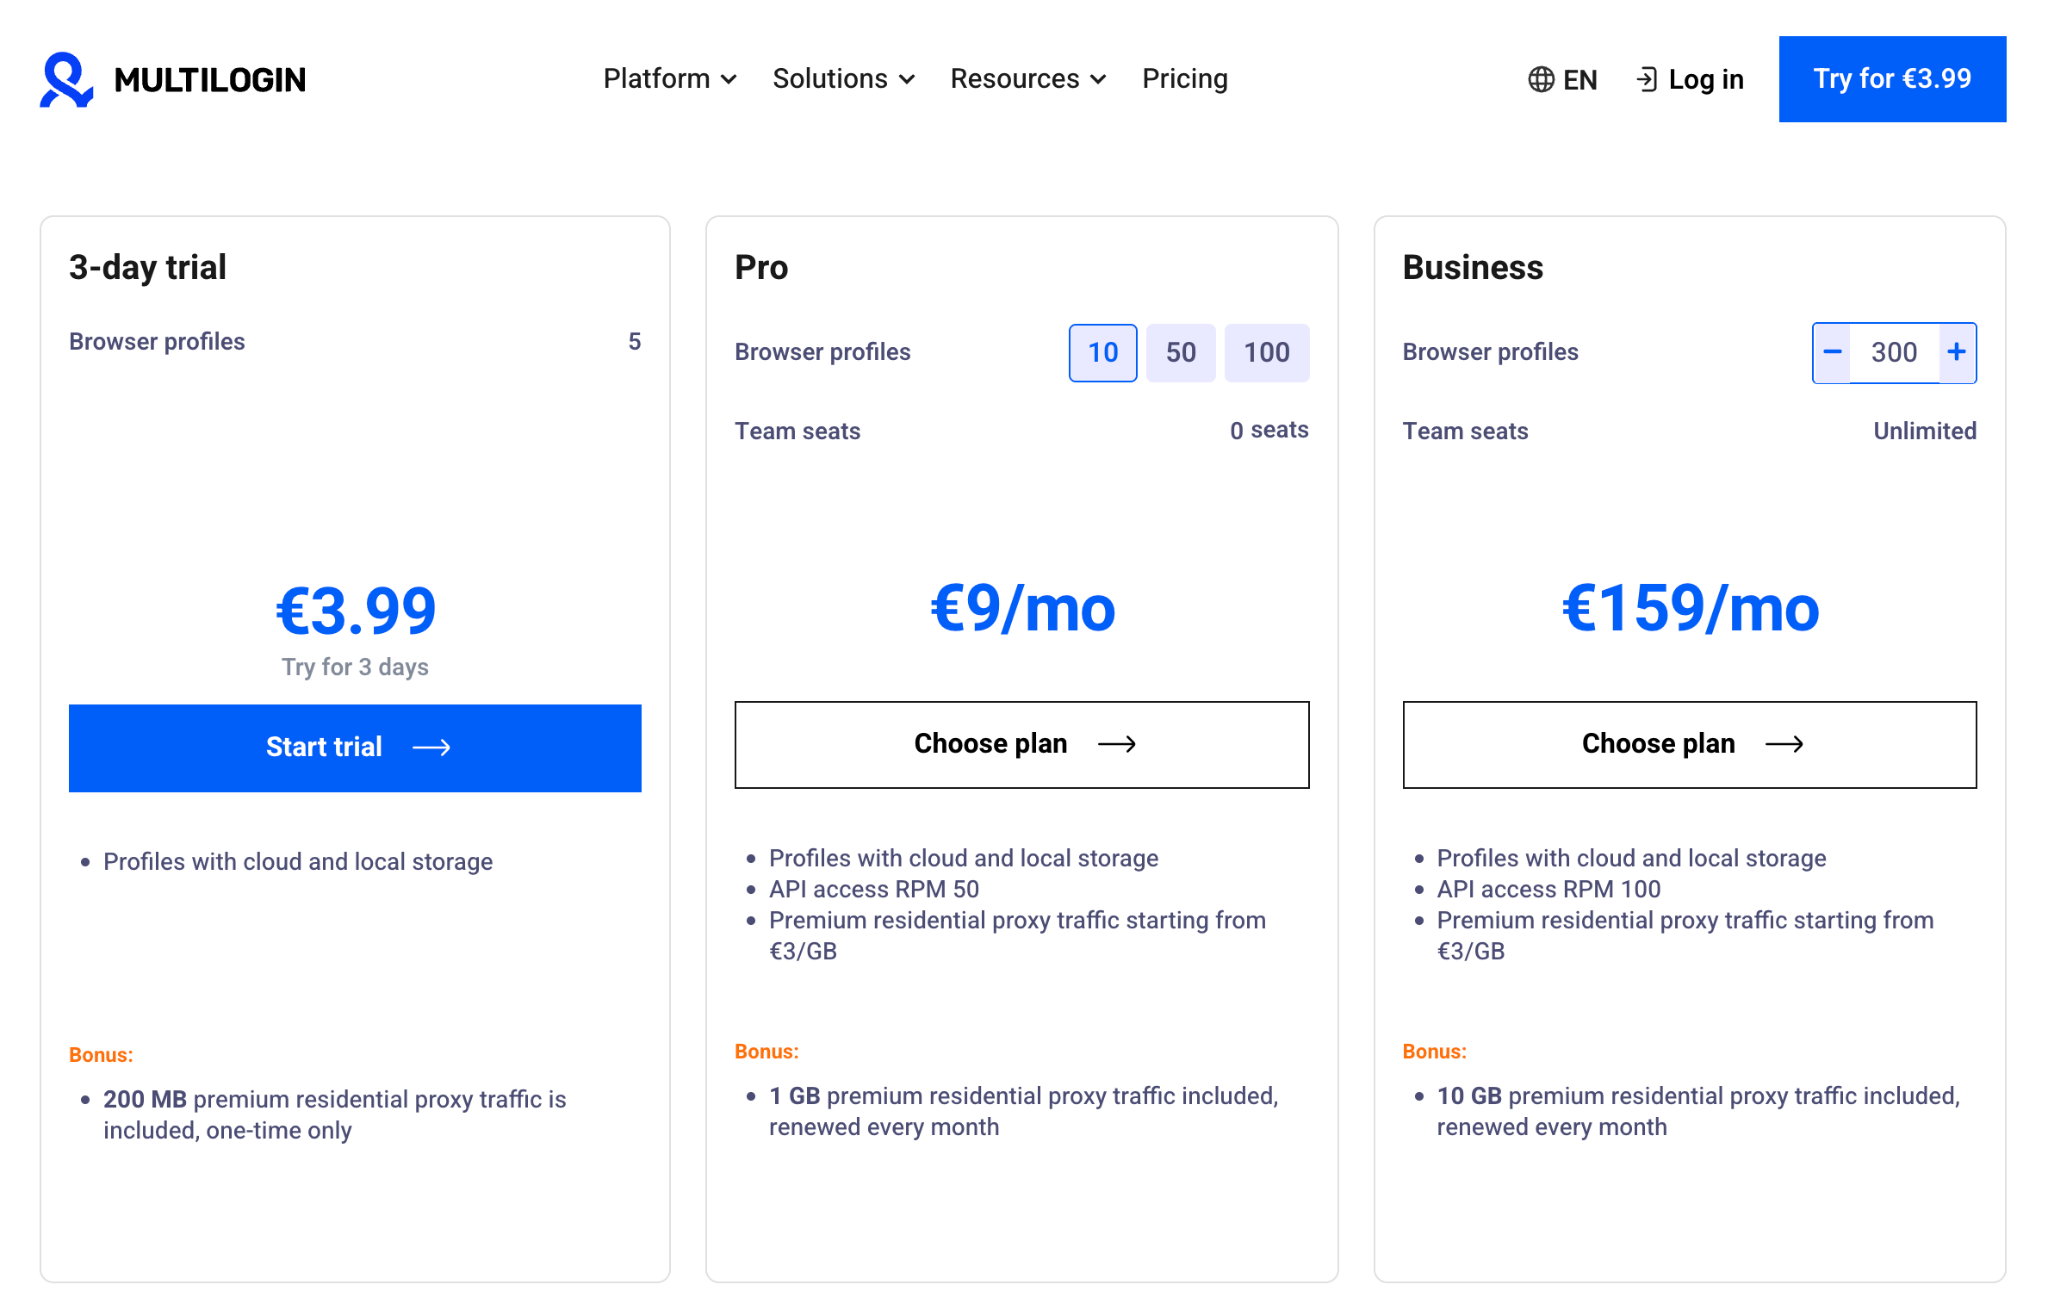 MULTILOGIN
Platform
Solutions
Resources
Pricing
EN
Log in
Try for €3.99
3-day trial
Browser profiles 5
€3.99
Try for 3 days
Start trial
• Profiles with cloud and local storage
Bonus:
• 200 MB premium residential proxy traffic is
included, one-time only
Pro
Browser profiles 10 50 100
Team seats 0 seats
€9/mo
Choose plan
• Profiles with cloud and local storage
• API access RPM 50
• Premium residential proxy traffic starting from
€3/GB
Bonus:
• 1 GB premium residential proxy traffic included,
renewed every month
Business
Browser profiles − 300 +
Team seats Unlimited
€159/mo
Choose plan
• Profiles with cloud and local storage
• API access RPM 100
• Premium residential proxy traffic starting from
€3/GB
Bonus:
• 10 GB premium residential proxy traffic included,
renewed every month